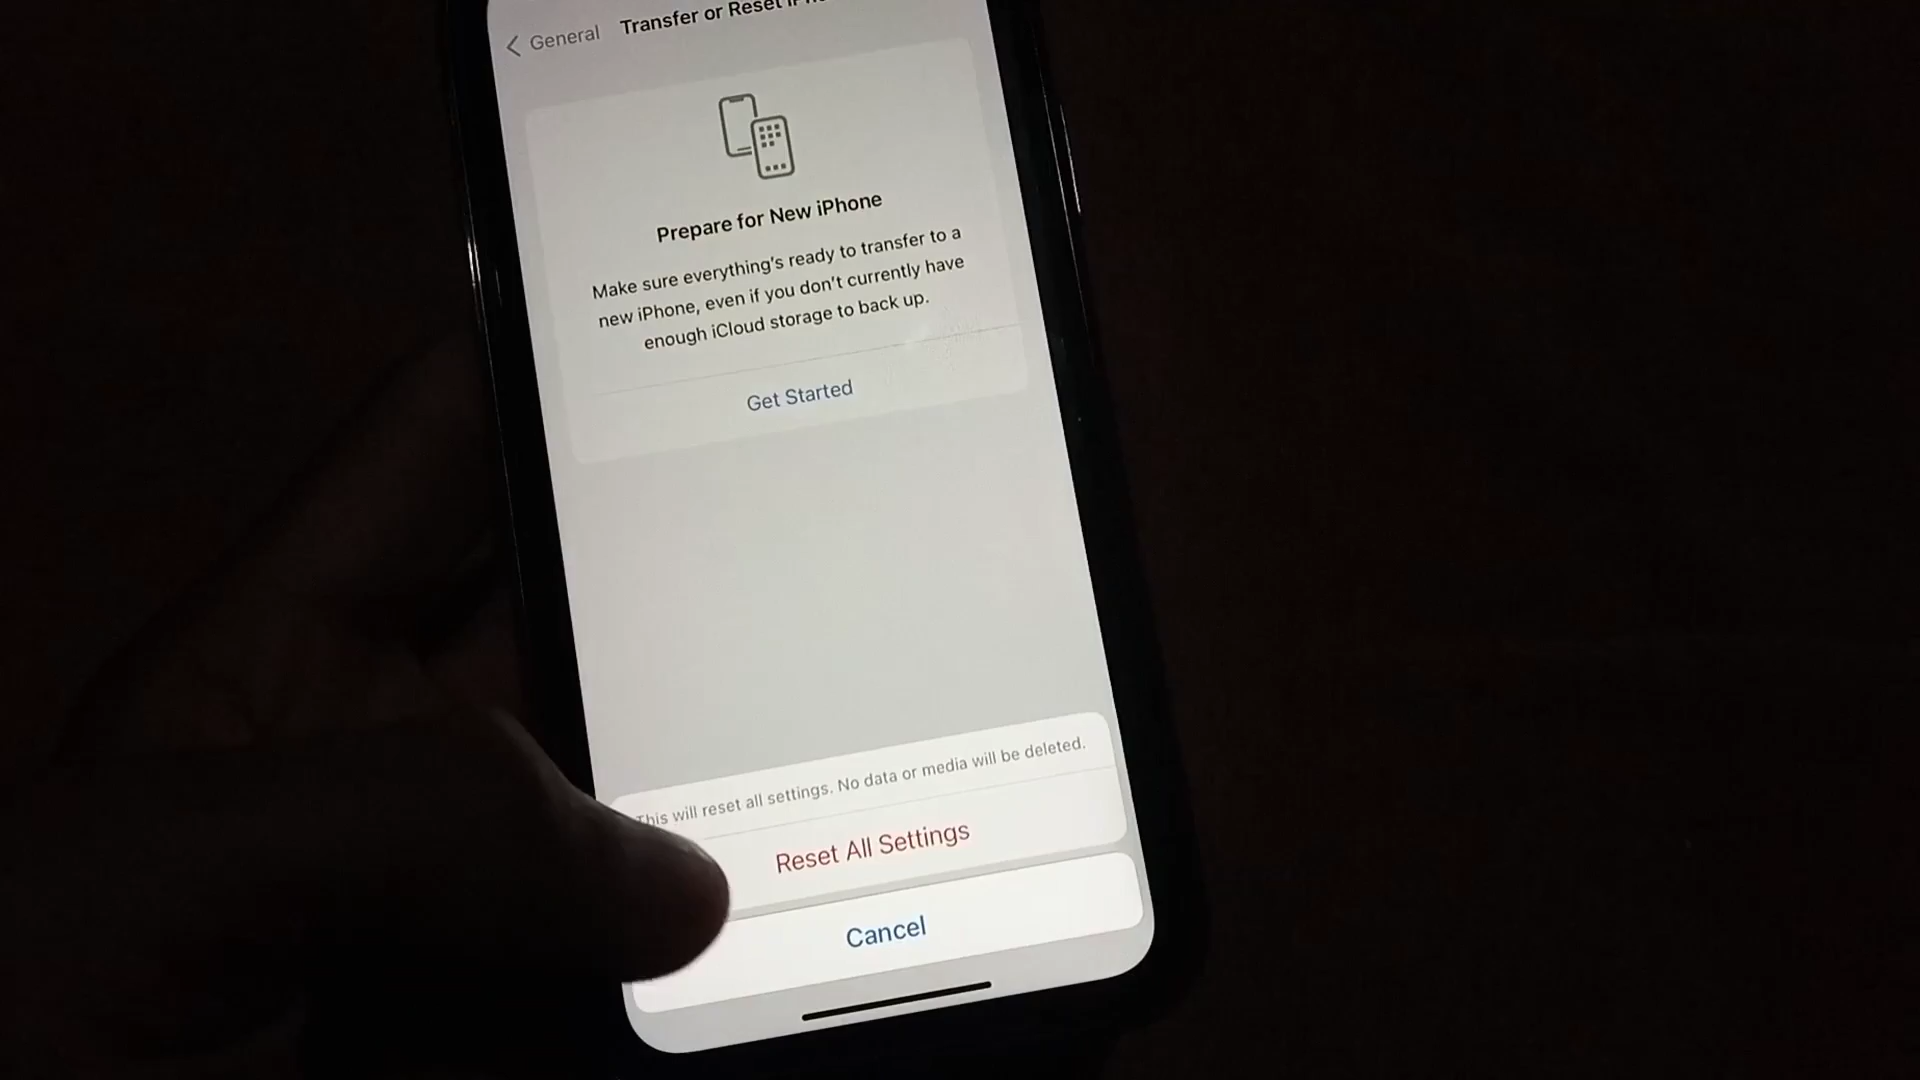 General
Transfer or Reset
Prepare for New iPhone
Make sure everything's ready to transfer to a
new iPhone, even if you don't currently have
enough iCloud storage to back up.
Get Started
This will reset all settings. No data or media will be deleted.
Reset All Settings
Cancel